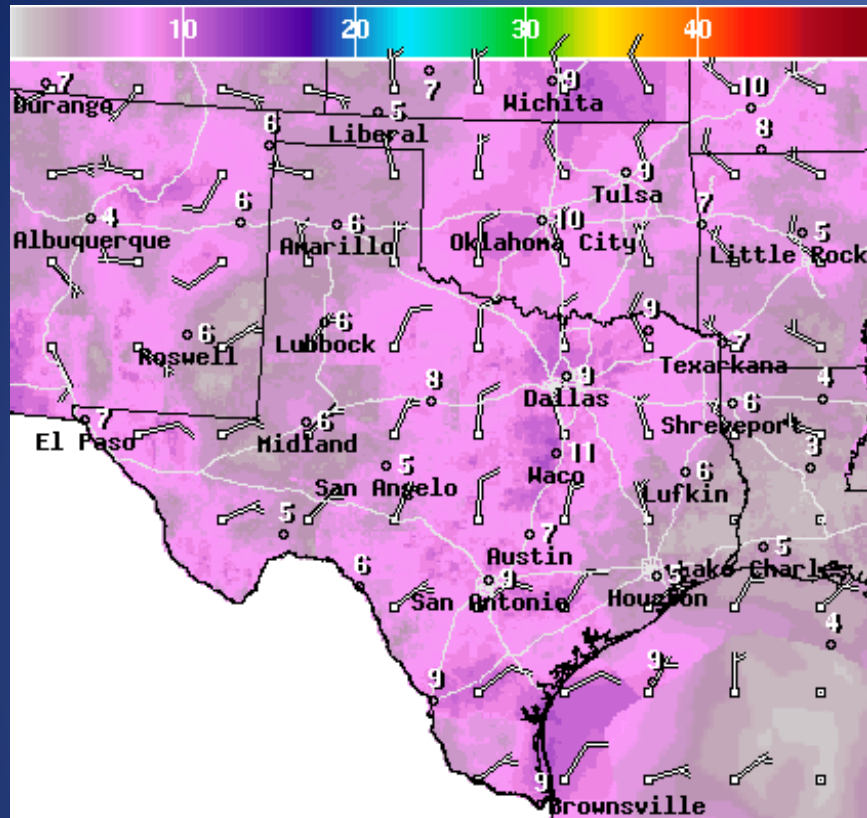 10 20 30 40
7 Durango
5 Liberal
7
9 Wichita
10
6
8
9 Tulsa
4 Albuquerque
6
6 Amarillo
10 Oklahoma City
7
5 Little Rock
6 Roswell
6 Lubbock
9
7 Texarkana
8
9 Dallas
6 Shreveport
4
7 El Paso
6 Midland
5 San Angelo
11 Waco
6 Lufkin
3
5
7 Austin
5 Lake Charles
6
9 San Antonio
5 Houston
4
9
9
9 Brownsville